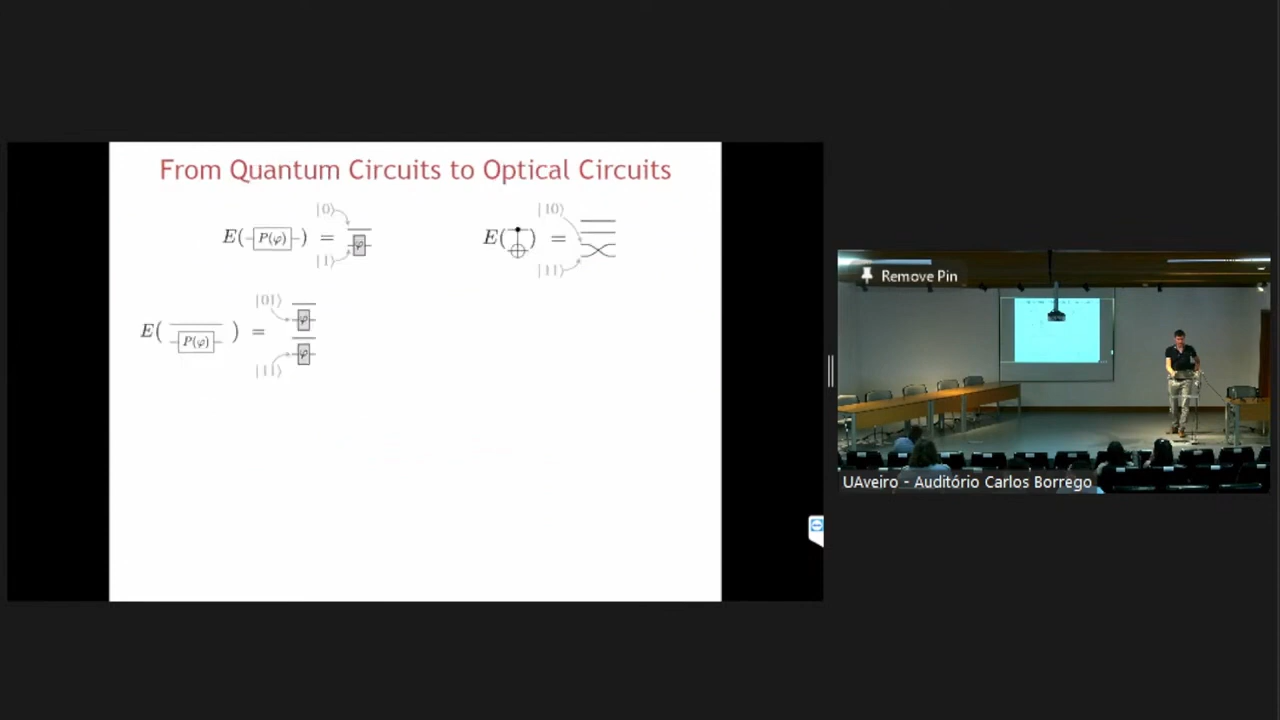 From Quantum Circuits to Optical Circuits
|0⟩
E( P(φ) ) = φ
|1⟩
|10⟩
E( ) =
|11⟩
|01⟩
φ
E( P(φ) ) =
φ
|11⟩
Remove Pin
UAveiro - Auditório Carlos Borrego